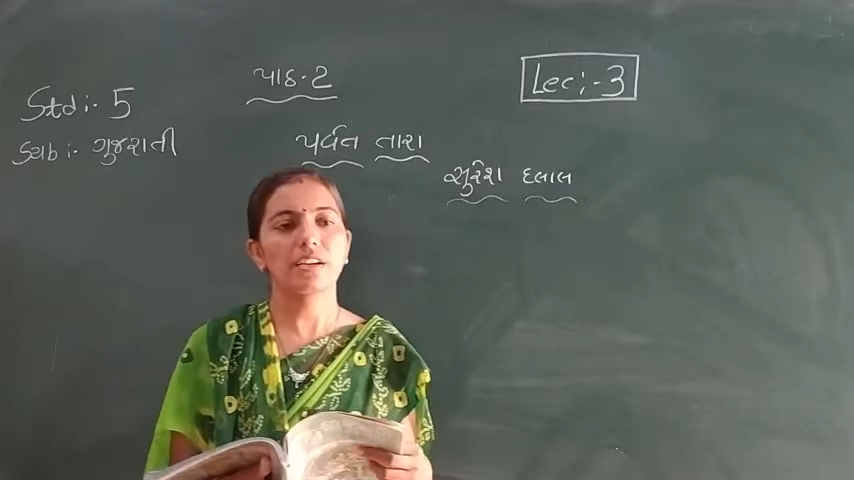 Std :- 5
પાઠ-2
Lec :- 3
Sub :- ગુજરાતી
પર્વત તારા
સુરેશ દલાલ